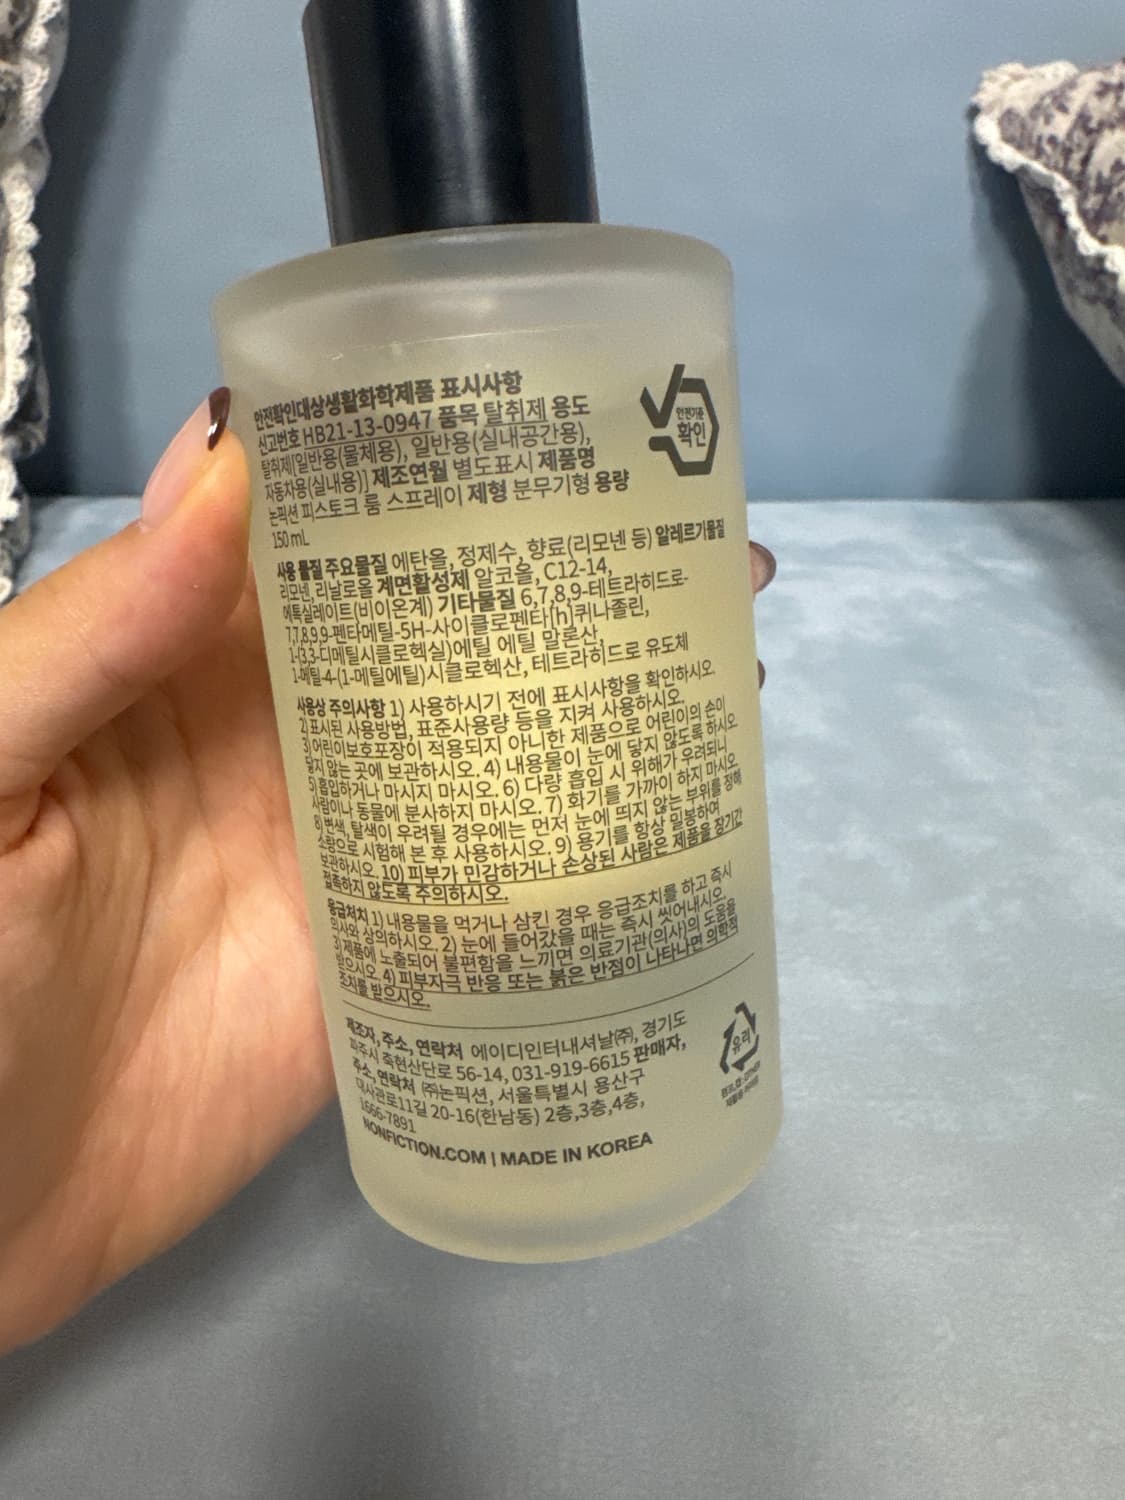 안전확인대상생활화학제품 표시사항
신고번호 HB21-13-0947 품목 탈취제 용도
탈취제[일반용(물체용), 일반용(실내공간용),
자동차용(실내용)] 제조연월 별도표시 제품명
논픽션 피스토크 룸 스프레이 제형 분무기형 용량
150 mL
안전기준
확인
사용 물질 주요물질 에탄올, 정제수, 향료(리모넨 등) 알레르기물질
리모넨, 리날로올 계면활성제 알코올, C12-14,
에톡실레이트(비이온계) 기타물질 6,7,8,9-테트라히드로-
7,7,8,9,9-펜타메틸-5H-사이클로펜타[h]퀴나졸린,
1-(3,3-디메틸시클로헥실)에틸 에틸 말론산,
1-메틸-4-(1-메틸에틸)시클로헥산, 테트라히드로 유도체
사용상 주의사항 1) 사용하시기 전에 표시사항을 확인하시오.
2) 표시된 사용방법, 표준사용량 등을 지켜 사용하시오.
3) 어린이보호포장이 적용되지 아니한 제품으로 어린이의 손이
닿지 않는 곳에 보관하시오. 4) 내용물이 눈에 닿지 않도록 하시오.
5) 흡입하거나 마시지 마시오. 6) 다량 흡입 시 위해가 우려되니
사람이나 동물에 분사하지 마시오. 7) 화기를 가까이 하지 마시오.
8) 변색, 탈색이 우려될 경우에는 먼저 눈에 띄지 않는 부위를 정해
소량으로 시험해 본 후 사용하시오. 9) 용기를 항상 밀봉하여
보관하시오. 10) 피부가 민감하거나 손상된 사람은 제품을 장기간
접촉하지 않도록 주의하시오.
응급처치 1) 내용물을 먹거나 삼킨 경우 응급조치를 하고 즉시
의사와 상의하시오. 2) 눈에 들어갔을 때는 즉시 씻어내시오.
3) 제품에 노출되어 불편함을 느끼면 의료기관(의사)의 도움을
받으시오. 4) 피부자극 반응 또는 붉은 반점이 나타나면 의학적
조치를 받으시오.
제조자, 주소, 연락처 에이디인터내셔날㈜, 경기도
파주시 축현산단로 56-14, 031-919-6615 판매자,
주소, 연락처 ㈜논픽션, 서울특별시 용산구
대사관로11길 20-16(한남동) 2층,3층,4층,
1666-7891
NONFICTION.COM | MADE IN KOREA
유리